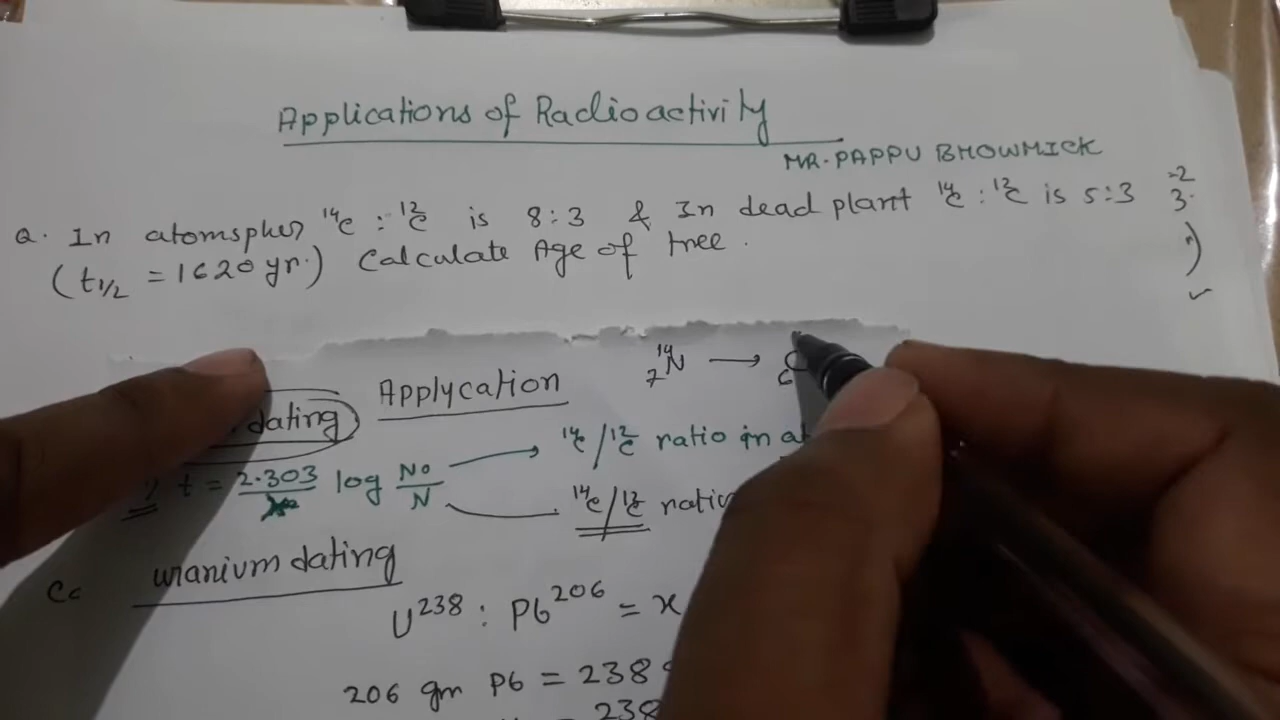 Applications of Radioactivity
MR. PAPPU BHOWMICK
Q. In atomspher ¹⁴C : ¹²C is 8:3 & In dead plant ¹⁴C : ¹²C is 5:3
(t1/2 = 1620 yr.) Calculate Age of tree.
dating Applycation ₇¹⁴N → ₆C
t = 2.303 log N₀/N → ¹⁴C/¹²C ratio in
¹⁴C/¹²C ratio
uranium dating
U²³⁸ : Pb²⁰⁶ = x
206 gm Pb = 238
238